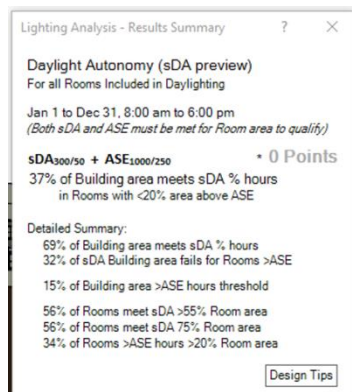 Lighting Analysis - Results Summary ? ×
Daylight Autonomy (sDA preview)
For all Rooms Included in Daylighting
Jan 1 to Dec 31, 8:00 am to 6:00 pm
(Both sDA and ASE must be met for Room area to qualify)
sDA300/50 + ASE1000/250 • 0 Points
37% of Building area meets sDA % hours
in Rooms with <20% area above ASE
Detailed Summary:
69% of Building area meets sDA % hours
32% of sDA Building area fails for Rooms >ASE
15% of Building area >ASE hours threshold
56% of Rooms meet sDA >55% Room area
56% of Rooms meet sDA 75% Room area
34% of Rooms >ASE hours >20% Room area
Design Tips